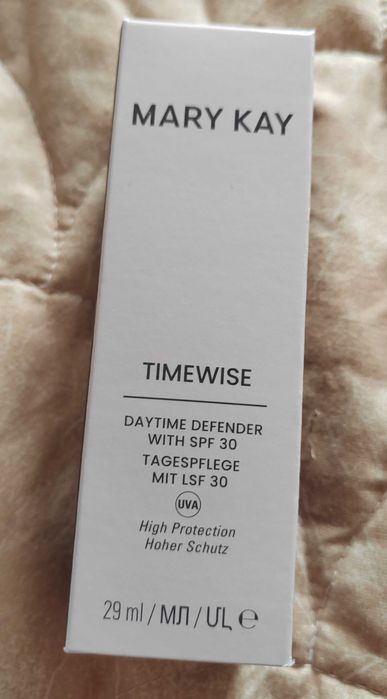 MARY KAY
TIMEWISE
DAYTIME DEFENDER
WITH SPF 30
TAGESPFLEGE
MIT LSF 30
UVA
High Protection
Hoher Schutz
29 ml / МЛ / ՄԼ ℮